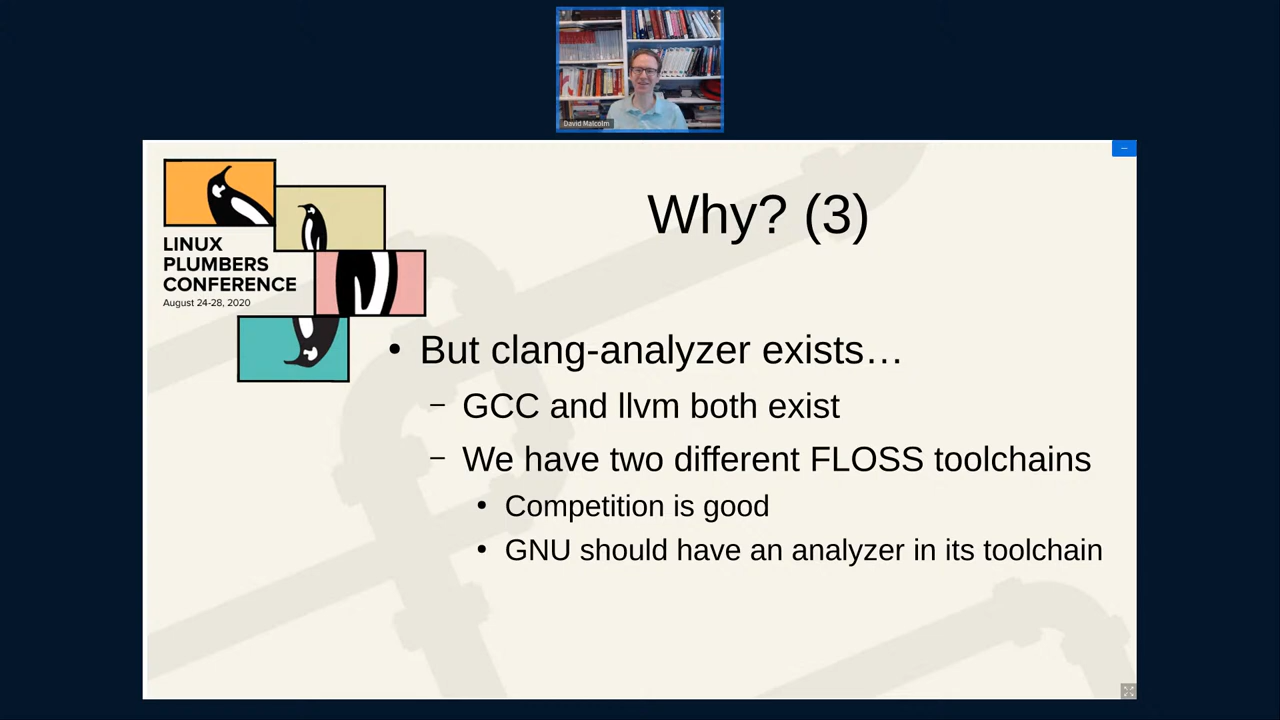 David Malcolm
LINUX
PLUMBERS
CONFERENCE
August 24-28, 2020
Why? (3)
• But clang-analyzer exists…
– GCC and llvm both exist
– We have two different FLOSS toolchains
• Competition is good
• GNU should have an analyzer in its toolchain